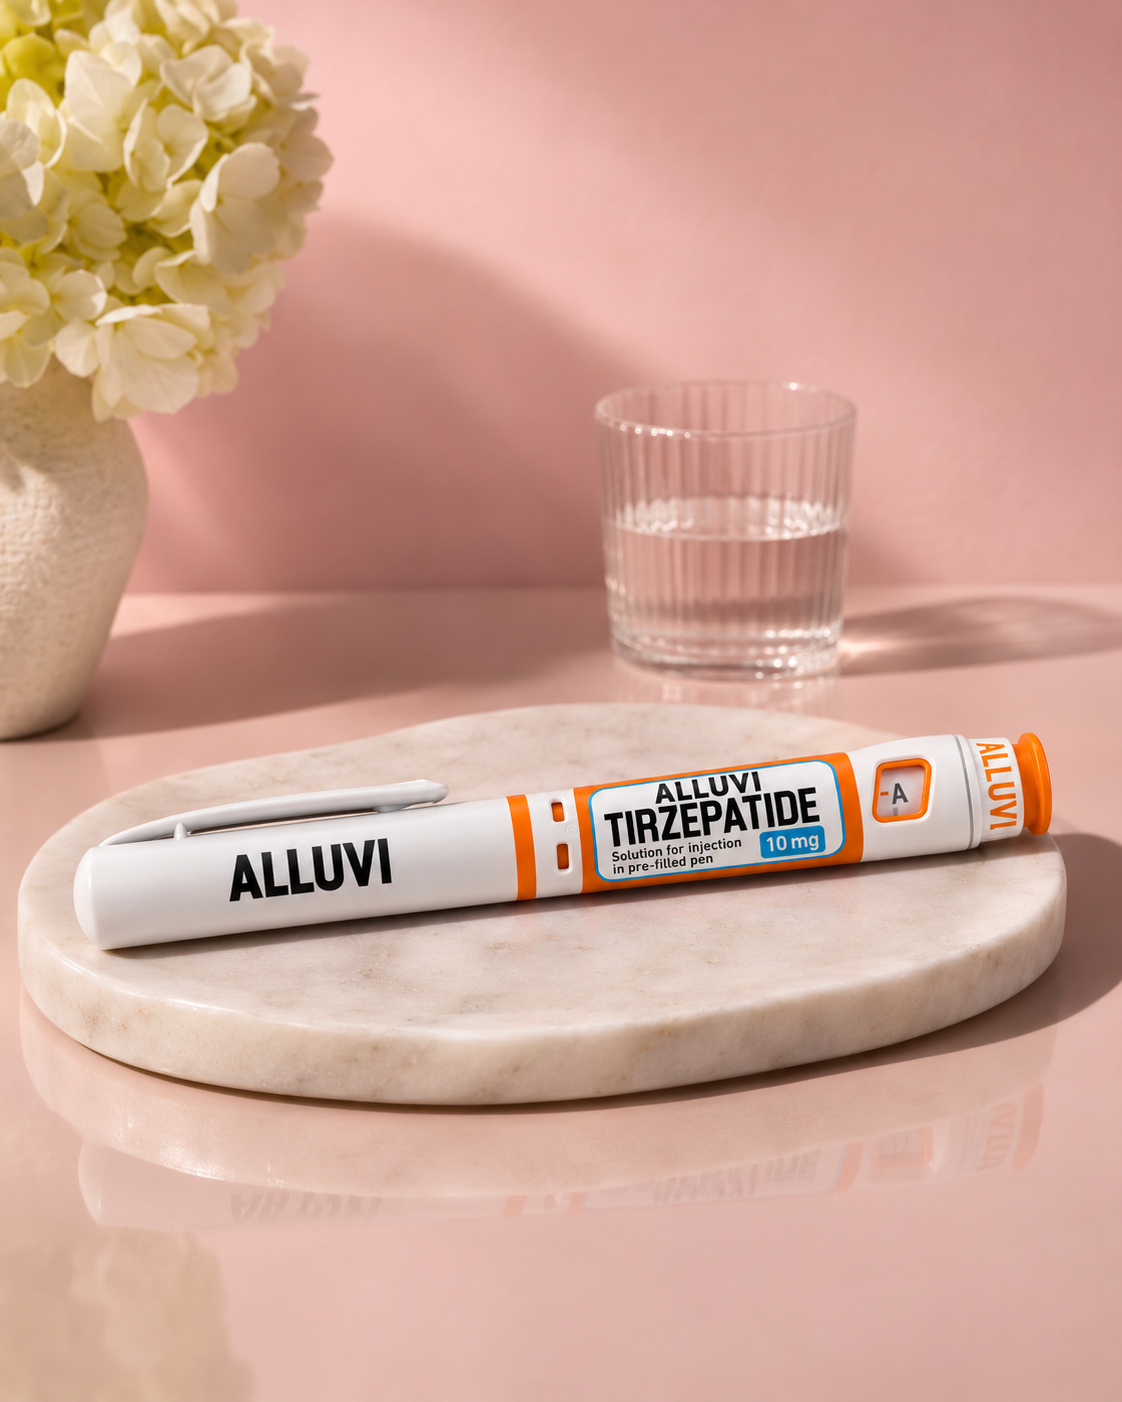 ALLUVI
ALLUVI
TIRZEPATIDE
Solution for injection
in pre-filled pen
10 mg
A
ALLUVI